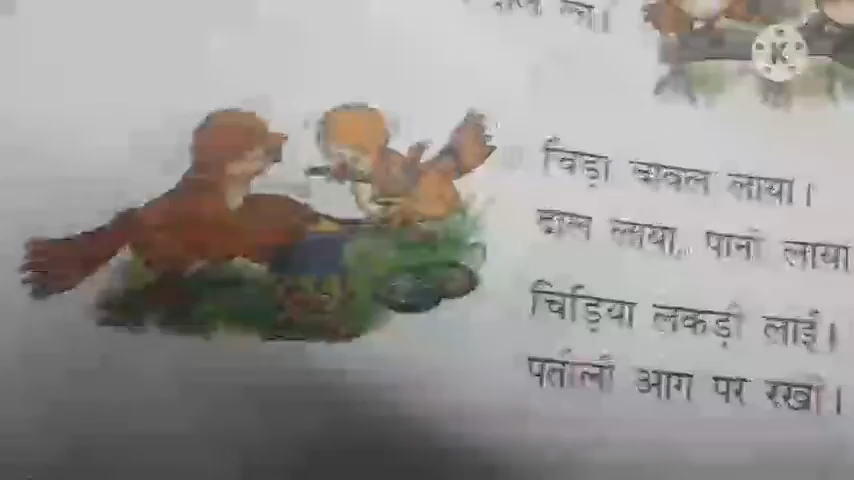 चिड़ा चावल लाया।
दाल लाया, पानी लाया
चिड़िया लकड़ी लाई।
पतीली आग पर रखी।